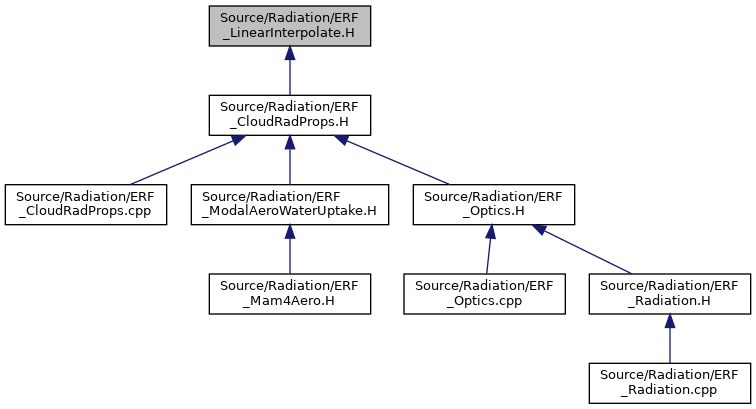 Source/Radiation/ERF
_LinearInterpolate.H
Source/Radiation/ERF
_CloudRadProps.H
Source/Radiation/ERF
_CloudRadProps.cpp
Source/Radiation/ERF
_ModalAeroWaterUptake.H
Source/Radiation/ERF
_Optics.H
Source/Radiation/ERF
_Mam4Aero.H
Source/Radiation/ERF
_Optics.cpp
Source/Radiation/ERF
_Radiation.H
Source/Radiation/ERF
_Radiation.cpp